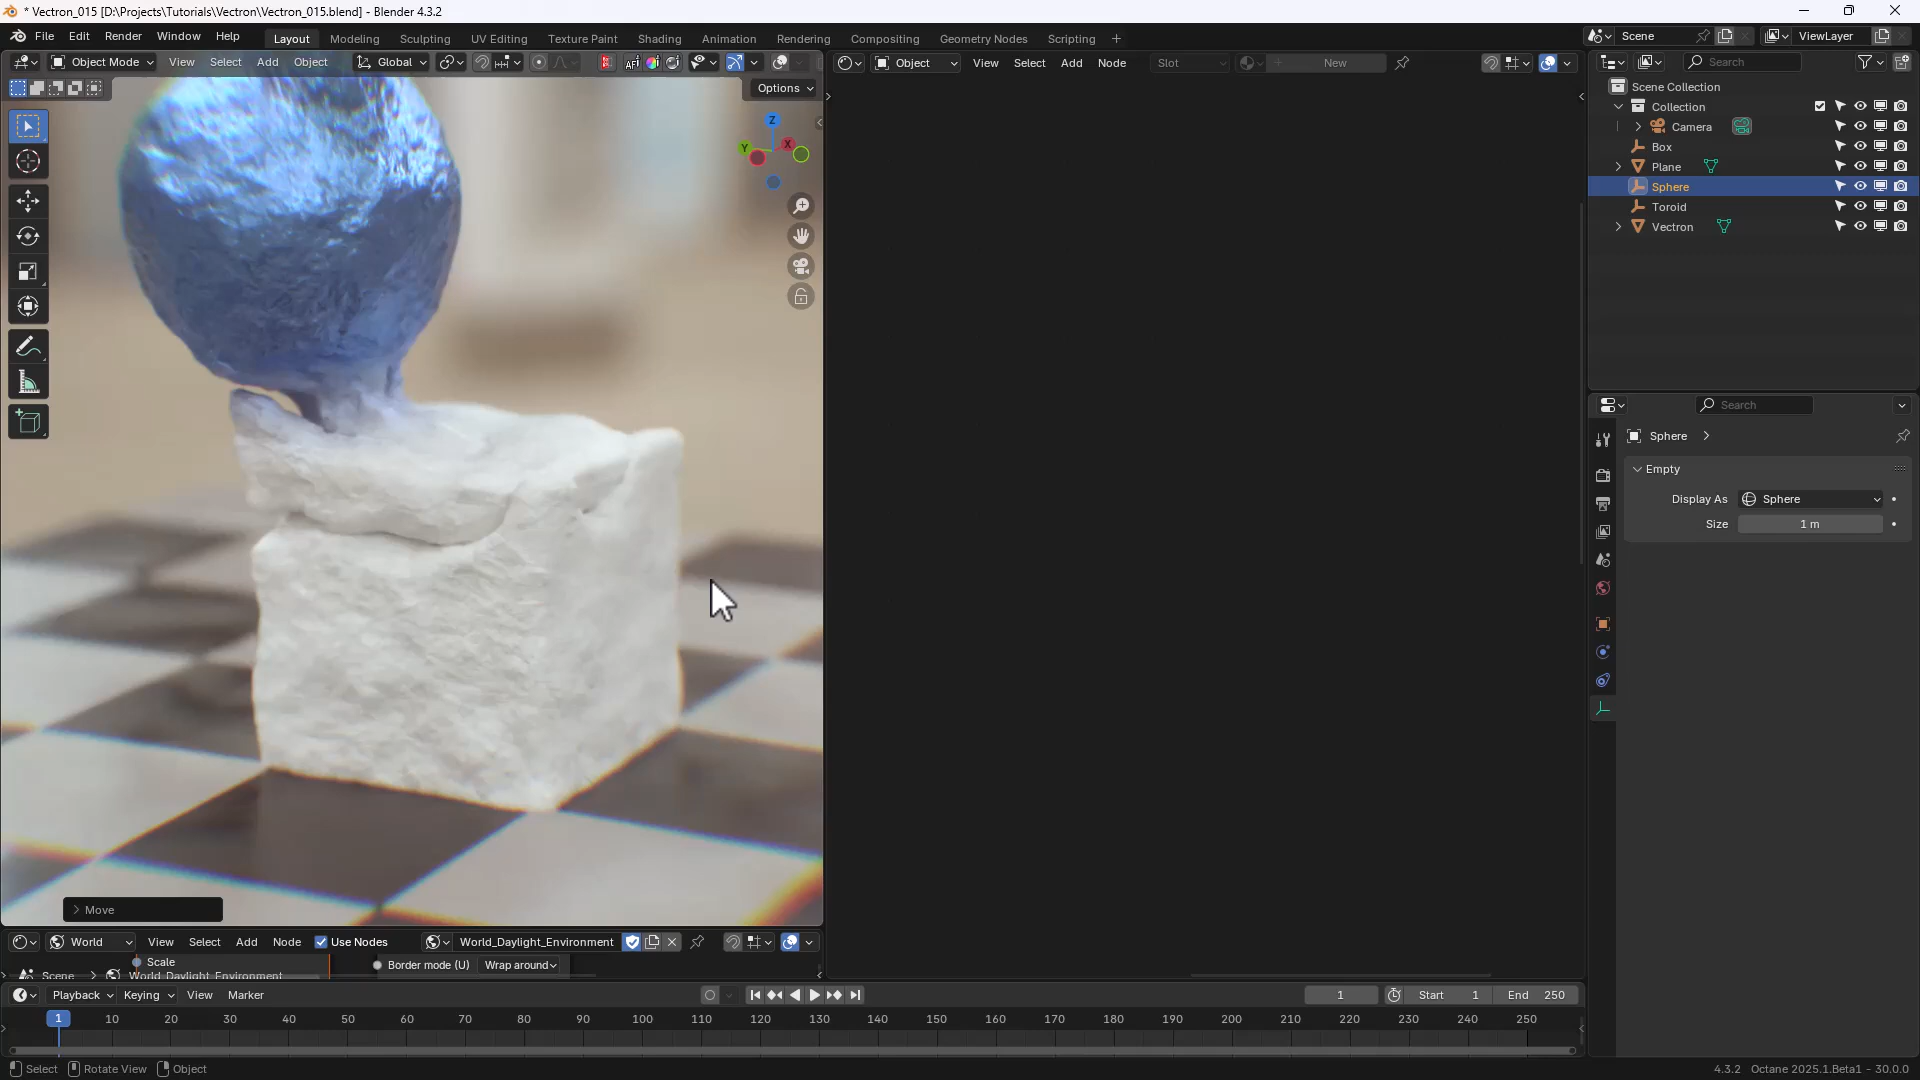 * Vectron_015 [D:\Projects\Tutorials\Vectron\Vectron_015.blend] - Blender 4.3.2
File Edit Render Window Help Layout Modeling Sculpting UV Editing Texture Paint Shading Animation Rendering Compositing Geometry Nodes Scripting + Scene ViewLayer
Object Mode View Select Add Object Global Object View Select Add Node Slot New Search
Options
Z
Y
X
Scene Collection
Collection
Camera
Box
Plane
Sphere
Toroid
Vectron
Search
Sphere
Empty
Display As Sphere
Size 1 m
Move
World View Select Add Node Use Nodes World_Daylight_Environment
Scale Border mode (U) Wrap around
Scene World_Daylight_Environment
Playback Keying View Marker 1 Start 1 End 250
1 10 20 30 40 50 60 70 80 90 100 110 120 130 140 150 160 170 180 190 200 210 220 230 240 250
Select Rotate View Object 4.3.2 Octane 2025.1.Beta1 - 30.0.0